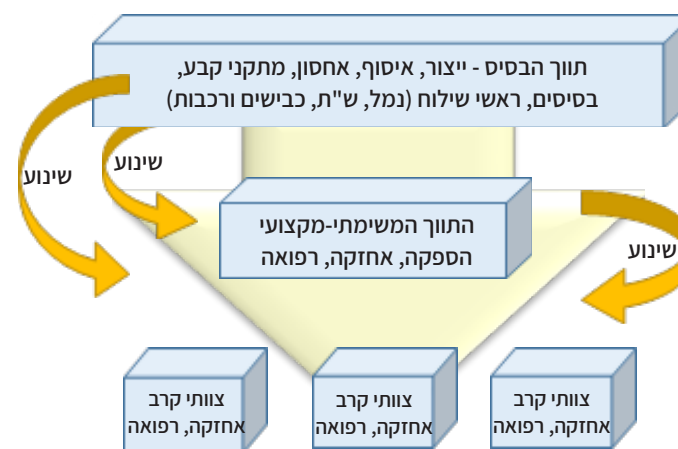 תווך הבסיס - ייצור, איסוף, אחסון, מתקני קבע,
בסיסים, ראשי שילוח (נמל, ש"ת, כבישים ורכבות)
שינוע
שינוע
התווך המשימתי-מקצועי
הספקה, אחזקה, רפואה
שינוע
צוותי קרב
אחזקה, רפואה
צוותי קרב
אחזקה, רפואה
צוותי קרב
אחזקה, רפואה